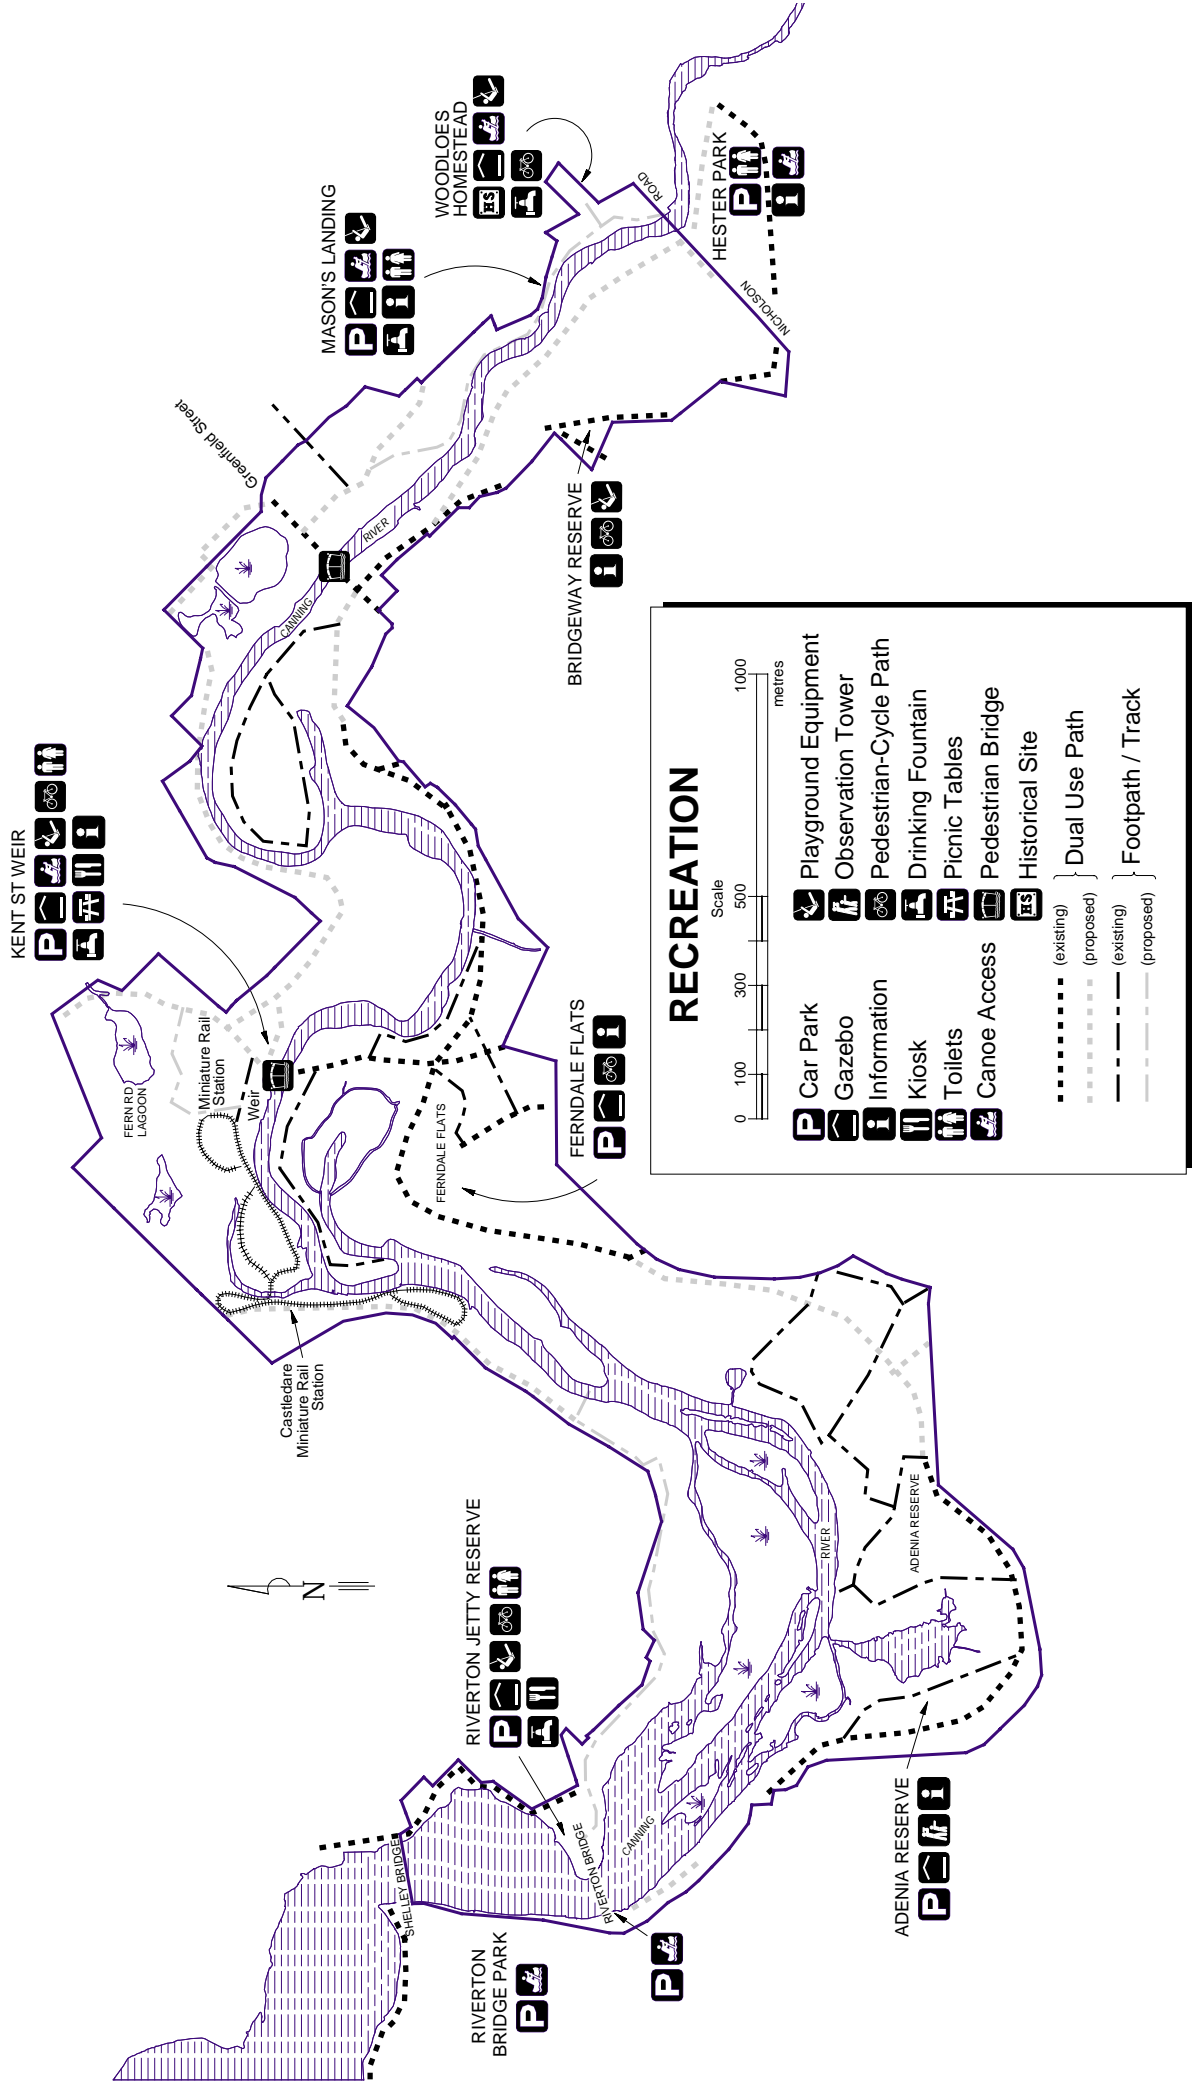 WOODLOES
HOMESTEAD
HS
MASON'S LANDING
P
i
HESTER PARK
P
i
ROAD
NICHOLSON
Greenfield Street
RIVER
CANNING
BRIDGEWAY RESERVE
i
KENT ST WEIR
P
i
FERN RD
LAGOON
Miniature Rail
Station
Weir
FERNDALE FLATS
FERNDALE FLATS
P
i
Castledare
Miniature Rail
Station
N
RIVERTON JETTY RESERVE
P
RIVER
ADENIA RESERVE
ADENIA RESERVE
P
i
CANNING
RIVERTON BRIDGE
SHELLEY BRIDGE
RIVERTON
BRIDGE PARK
P
P
RECREATION
Scale
0 100 300 500 1000
metres
P Car Park
Gazebo
i Information
Kiosk
Toilets
Canoe Access
Playground Equipment
Observation Tower
Pedestrian-Cycle Path
Drinking Fountain
Picnic Tables
Pedestrian Bridge
HS Historical Site
(existing)
(proposed)
Dual Use Path
(existing)
(proposed)
Footpath / Track